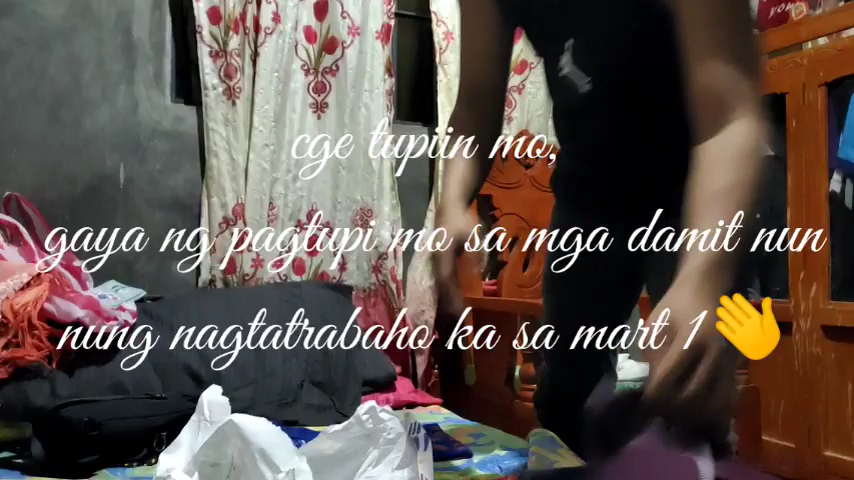 cge tupiin mo,
gaya ng pagtupi mo sa mga damit nun
nung nagtatrabaho ka sa mart 1 👋